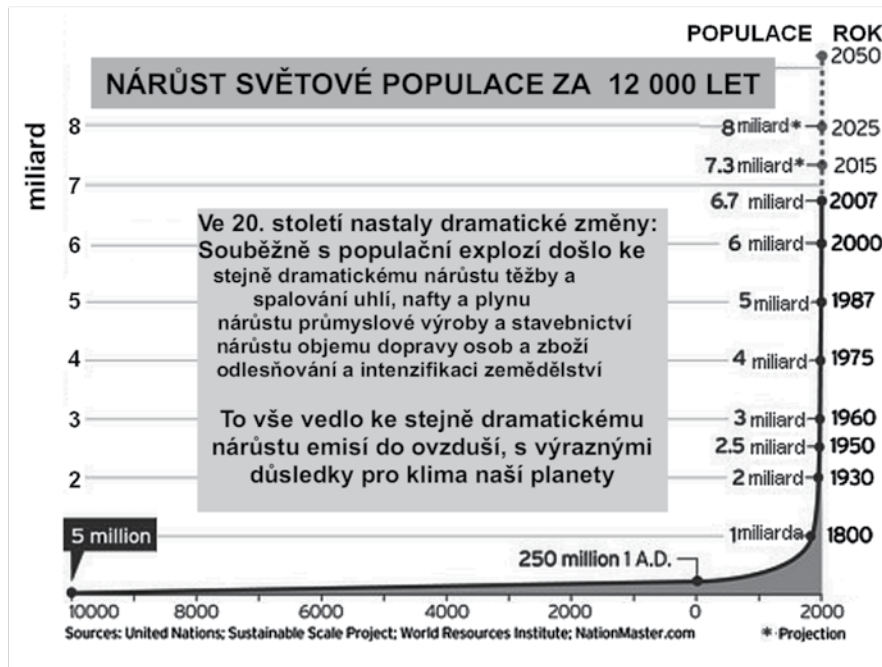 POPULACE ROK
2050
NÁRŮST SVĚTOVÉ POPULACE ZA 12 000 LET
miliard
8
8 miliard* 2025
7.3 miliard* 2015
7
6.7 miliard 2007
Ve 20. století nastaly dramatické změny:
Souběžně s populační explozí došlo ke
stejně dramatickému nárůstu těžby a
spalování uhlí, nafty a plynu
nárůstu průmyslové výroby a stavebnictví
nárůstu objemu dopravy osob a zboží
odlesňování a intenzifikaci zemědělství
To vše vedlo ke stejně dramatickému
nárůstu emisí do ovzduší, s výraznými
důsledky pro klima naší planety
6
6 miliard 2000
5
5 miliard 1987
4
4 miliard 1975
3
3 miliard 1960
2.5 miliard 1950
2
2 miliard 1930
5 million
1miliarda 1800
250 million 1 A.D.
10000 8000 6000 4000 2000 0 2000
Sources: United Nations; Sustainable Scale Project; World Resources Institute; NationMaster.com
* Projection